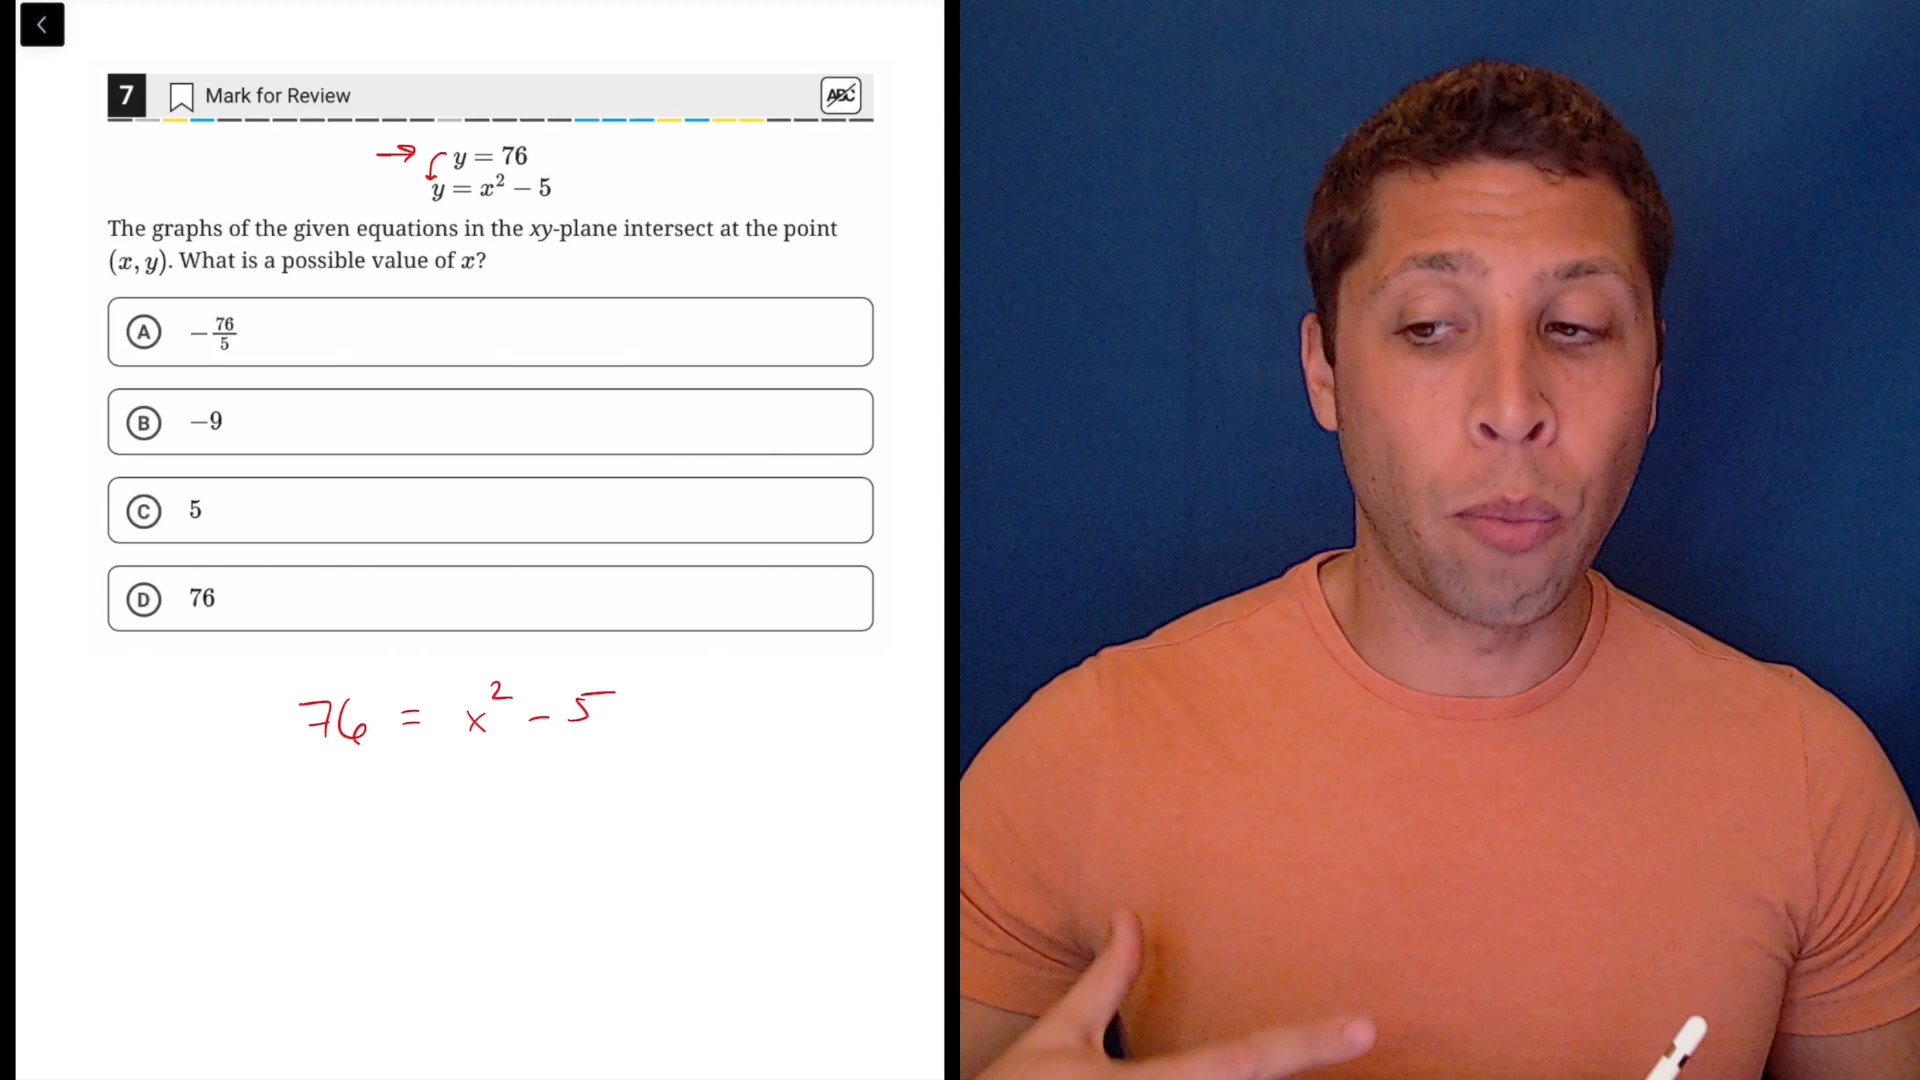 7 Mark for Review ABC
y = 76
y = x² – 5
The graphs of the given equations in the xy-plane intersect at the point
(x, y). What is a possible value of x?
A –76/5
B –9
C 5
D 76
76 = x² – 5